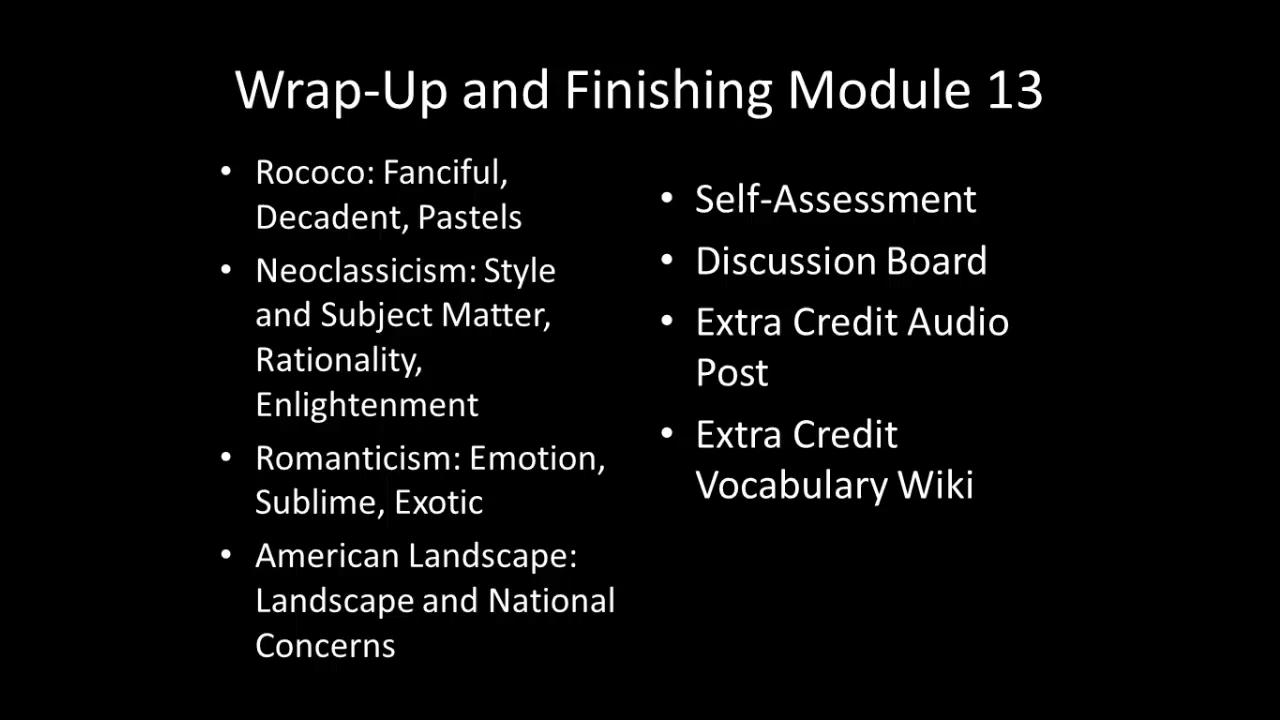 Wrap-Up and Finishing Module 13
• Rococo: Fanciful,
Decadent, Pastels
• Neoclassicism: Style
and Subject Matter,
Rationality,
Enlightenment
• Romanticism: Emotion,
Sublime, Exotic
• American Landscape:
Landscape and National
Concerns
• Self-Assessment
• Discussion Board
• Extra Credit Audio
Post
• Extra Credit
Vocabulary Wiki